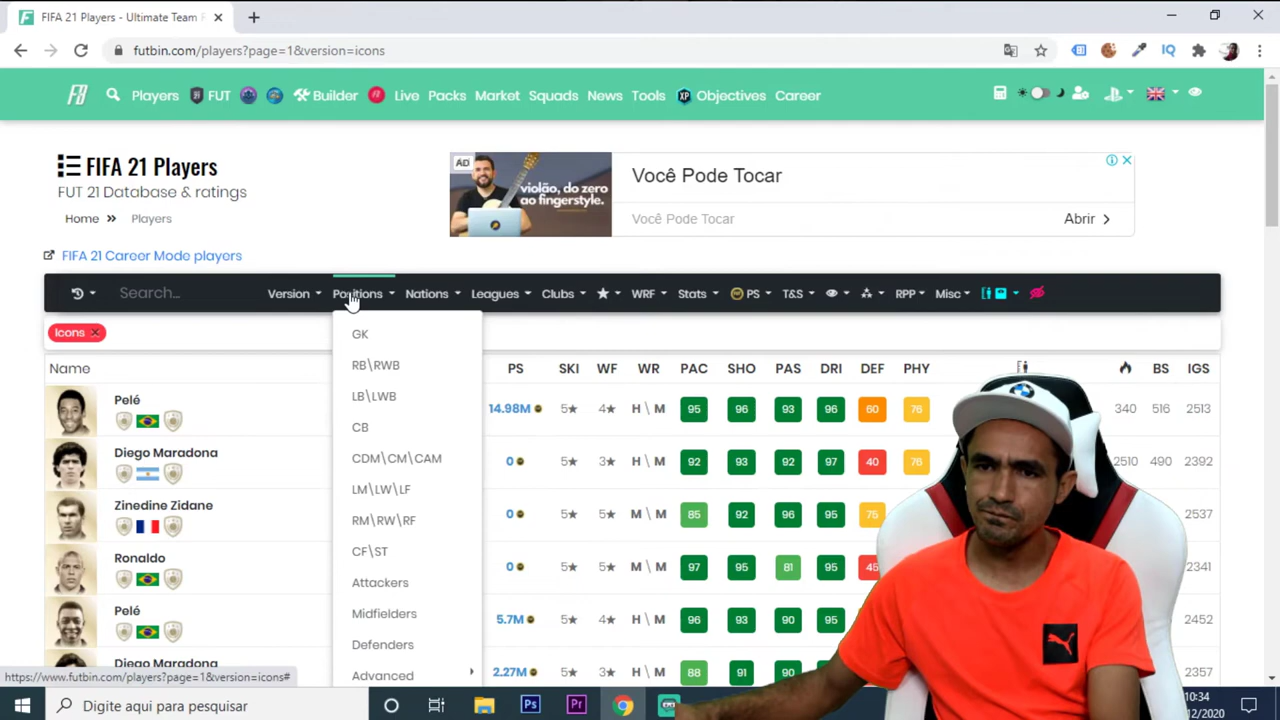 FIFA 21 Players - Ultimate Team F
futbin.com/players?page=1&version=icons
F8 Players FUT Builder Live Packs Market Squads News Tools XP Objectives Career
FIFA 21 Players
FUT 21 Database & ratings
Home » Players
AD
violão, do zero
ao fingerstyle.
Você Pode Tocar
Você Pode Tocar
Abrir
FIFA 21 Career Mode players
Search... Version Positions Nations Leagues Clubs WRF Stats PS T&S RPP Misc
Icons ×
Name PS SKI WF WR PAC SHO PAS DRI DEF PHY BS IGS
GK
RB\RWB
LB\LWB
CB
CDM\CM\CAM
LM\LW\LF
RM\RW\RF
CF\ST
Attackers
Midfielders
Defenders
Advanced
Pelé 14.98M 5★ 4★ H \ M 95 96 93 96 60 76 340 516 2513
Diego Maradona 0 5★ 3★ H \ M 92 93 92 97 40 76 2510 490 2392
Zinedine Zidane 0 5★ 5★ M \ M 85 92 96 95 75 2537
Ronaldo 0 5★ 5★ M \ M 97 95 81 95 45 2341
Pelé 5.7M 5★ 4★ H \ M 96 93 90 95 2452
Diego Maradona 2.27M 5★ 3★ H \ M 88 91 90 2357
https://www.futbin.com/players?page=1&version=icons#
Digite aqui para pesquisar
Ps
Pr
10:34
/12/2020